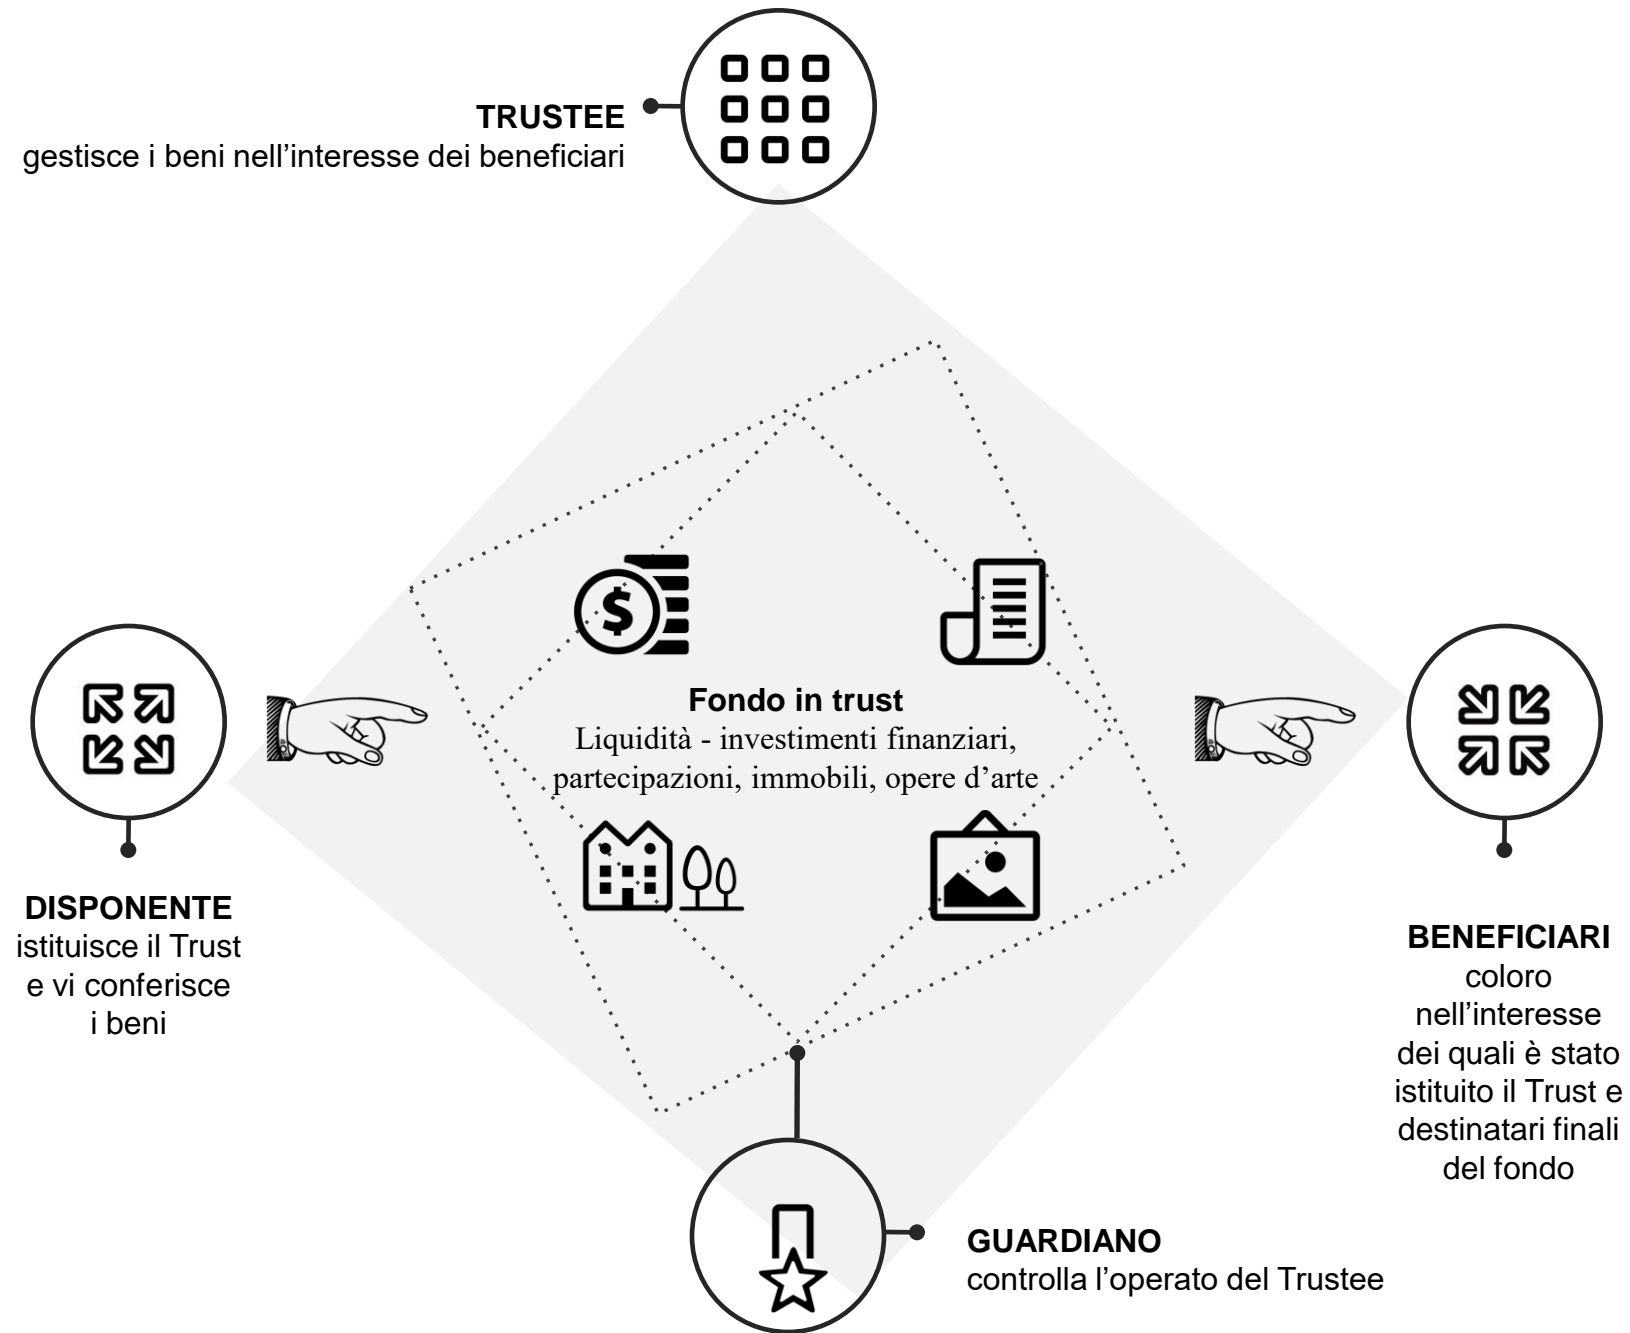 TRUSTEE
gestisce i beni nell’interesse dei beneficiari
$
Fondo in trust
Liquidità - investimenti finanziari,
partecipazioni, immobili, opere d’arte
DISPONENTE
istituisce il Trust
e vi conferisce
i beni
BENEFICIARI
coloro
nell’interesse
dei quali è stato
istituito il Trust e
destinatari finali
del fondo
GUARDIANO
controlla l’operato del Trustee